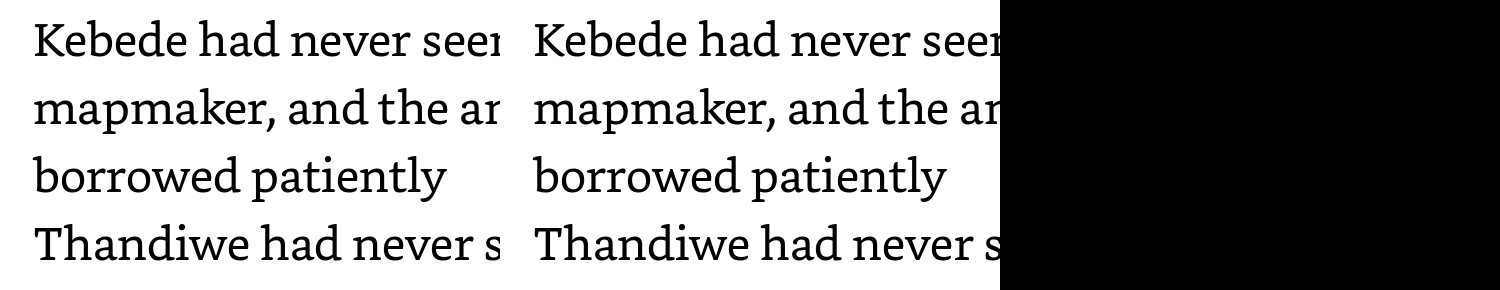 Kebede had never
mapmaker, and the
borrowed patiently
Thandiwe had never
Kebede had never
mapmaker, and the
borrowed patiently
Thandiwe had never